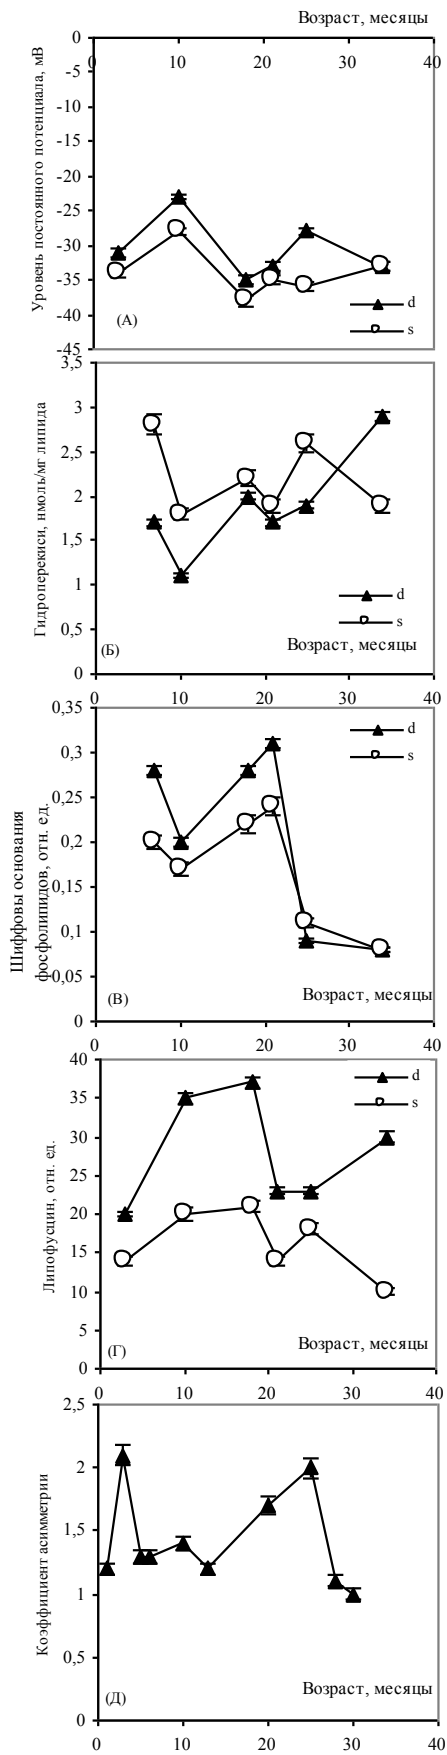 Возраст, месяцы
0 10 20 30 40
0
-5
-10
-15
-20
-25
-30
-35
-40
-45
Уровень постоянного потенциала, мВ
d
s
(А)
3,5
3
2,5
2
1,5
1
0,5
0
Гидроперекиси, нмоль/мг липида
d
s
Возраст, месяцы
(Б)
0 10 20 30 40
0,35
0,3
0,25
0,2
0,15
0,1
0,05
0
Шиффовы основания
фосфолипидов, отн. ед.
d
s
Возраст, месяцы
(В)
0 10 20 30 40
40
35
30
25
20
15
10
5
0
Липофусцин, отн. ед.
d
s
Возраст, месяцы
(Г)
0 10 20 30 40
2,5
2
1,5
1
0,5
0
Коэффициент асимметрии
Возраст, месяцы
(Д)
0 10 20 30 40